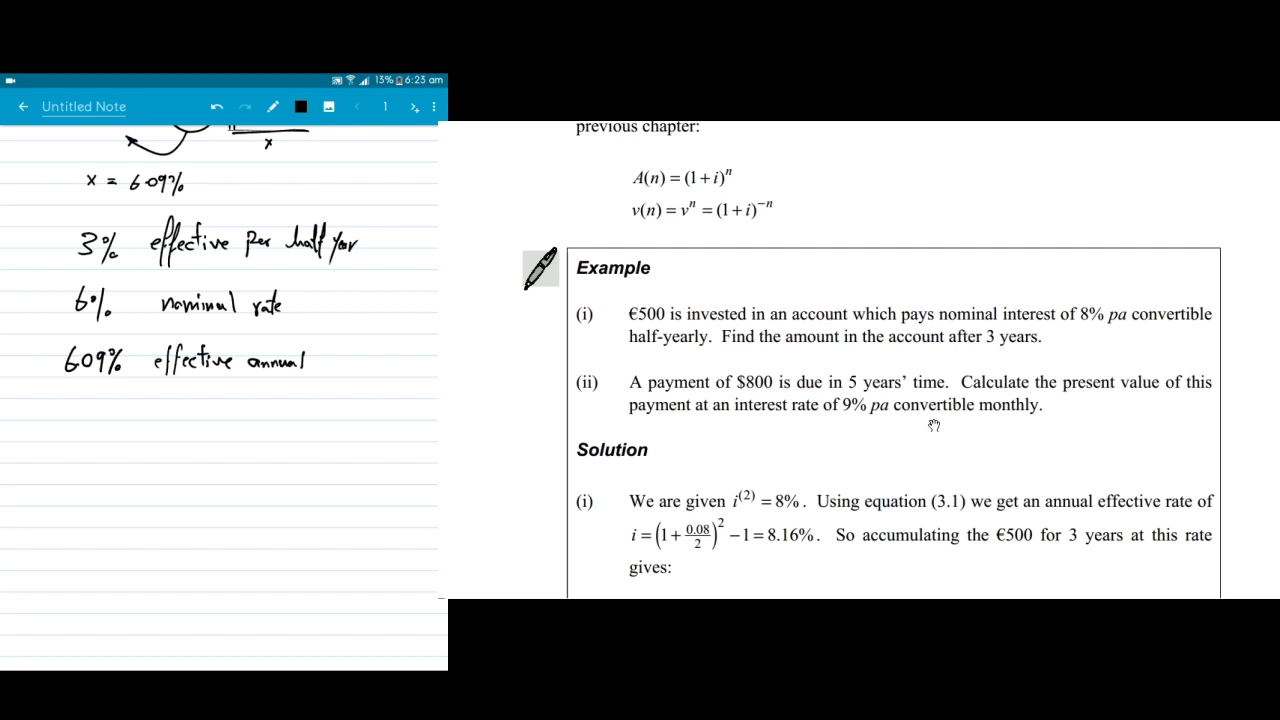 13% 6:23 am
Untitled Note
1
x
x = 6.09%
3% effective per half year
6% nominal rate
6.09% effective annual
previous chapter:
A(n) = (1 + i)ⁿ
v(n) = vⁿ = (1 + i)⁻ⁿ
Example
(i) €500 is invested in an account which pays nominal interest of 8% pa convertible
half-yearly. Find the amount in the account after 3 years.
(ii) A payment of $800 is due in 5 years’ time. Calculate the present value of this
payment at an interest rate of 9% pa convertible monthly.
Solution
(i) We are given i⁽²⁾ = 8%. Using equation (3.1) we get an annual effective rate of
i = (1 + 0.08/2)² − 1 = 8.16%. So accumulating the €500 for 3 years at this rate
gives: